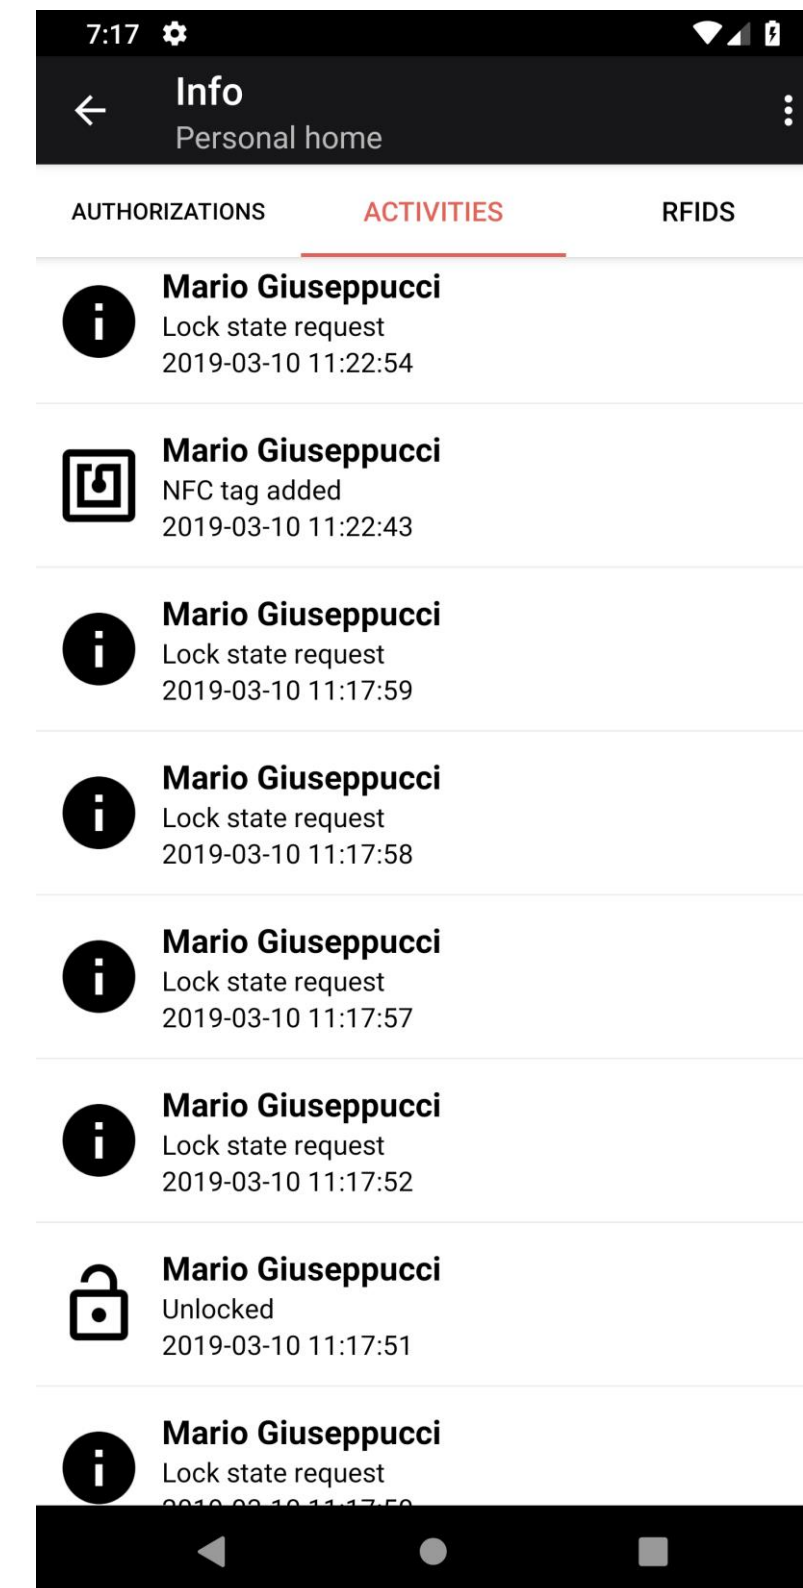 7:17
Info
Personal home
AUTHORIZATIONS ACTIVITIES RFIDS
Mario Giuseppucci
Lock state request
2019-03-10 11:22:54
Mario Giuseppucci
NFC tag added
2019-03-10 11:22:43
Mario Giuseppucci
Lock state request
2019-03-10 11:17:59
Mario Giuseppucci
Lock state request
2019-03-10 11:17:58
Mario Giuseppucci
Lock state request
2019-03-10 11:17:57
Mario Giuseppucci
Lock state request
2019-03-10 11:17:52
Mario Giuseppucci
Unlocked
2019-03-10 11:17:51
Mario Giuseppucci
Lock state request